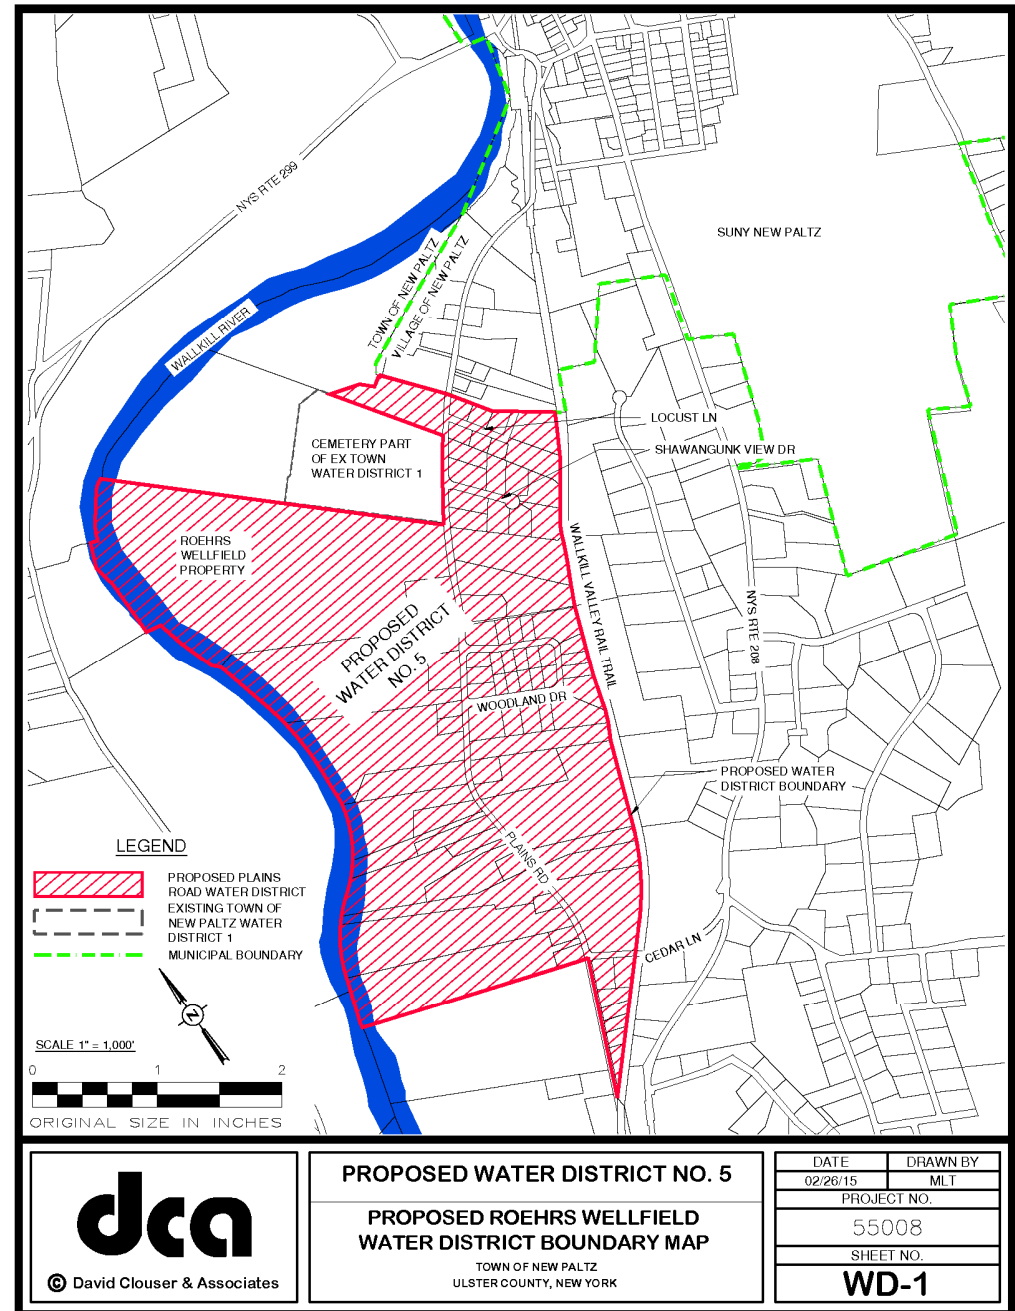 NYS RTE 299
SUNY NEW PALTZ
TOWN OF NEW PALTZ
VILLAGE OF NEW PALTZ
WALLKILL RIVER
LOCUST LN
CEMETERY PART
OF EX TOWN
WATER DISTRICT 1
SHAWANGUNK VIEW DR
ROEHRS
WELLFIELD
PROPERTY
WALLKILL VALLEY RAIL TRAIL
NYS RTE 208
PROPOSED
WATER DISTRICT
NO. 5
WOODLAND DR
PROPOSED WATER
DISTRICT BOUNDARY
PLAINS RD
CEDAR LN
LEGEND
PROPOSED PLAINS
ROAD WATER DISTRICT
EXISTING TOWN OF
NEW PALTZ WATER
DISTRICT 1
MUNICIPAL BOUNDARY
N
SCALE 1" = 1,000'
0 1 2
ORIGINAL SIZE IN INCHES
dca
© David Clouser & Associates
PROPOSED WATER DISTRICT NO. 5
PROPOSED ROEHRS WELLFIELD
WATER DISTRICT BOUNDARY MAP
TOWN OF NEW PALTZ
ULSTER COUNTY, NEW YORK
DATE DRAWN BY
02/26/15 MLT
PROJECT NO.
55008
SHEET NO.
WD-1